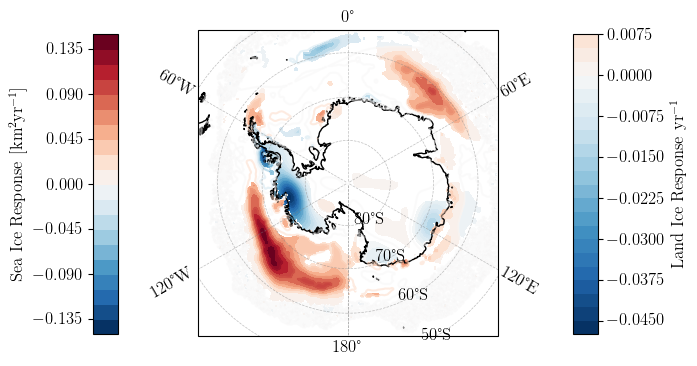 0°
60°W
60°E
120°W
120°E
180°
80°S
70°S
60°S
50°S
Sea Ice Response [km²yr⁻¹]
0.135
0.090
0.045
0.000
−0.045
−0.090
−0.135
0.0075
0.0000
−0.0075
−0.0150
−0.0225
−0.0300
−0.0375
−0.0450
Land Ice Response yr⁻¹